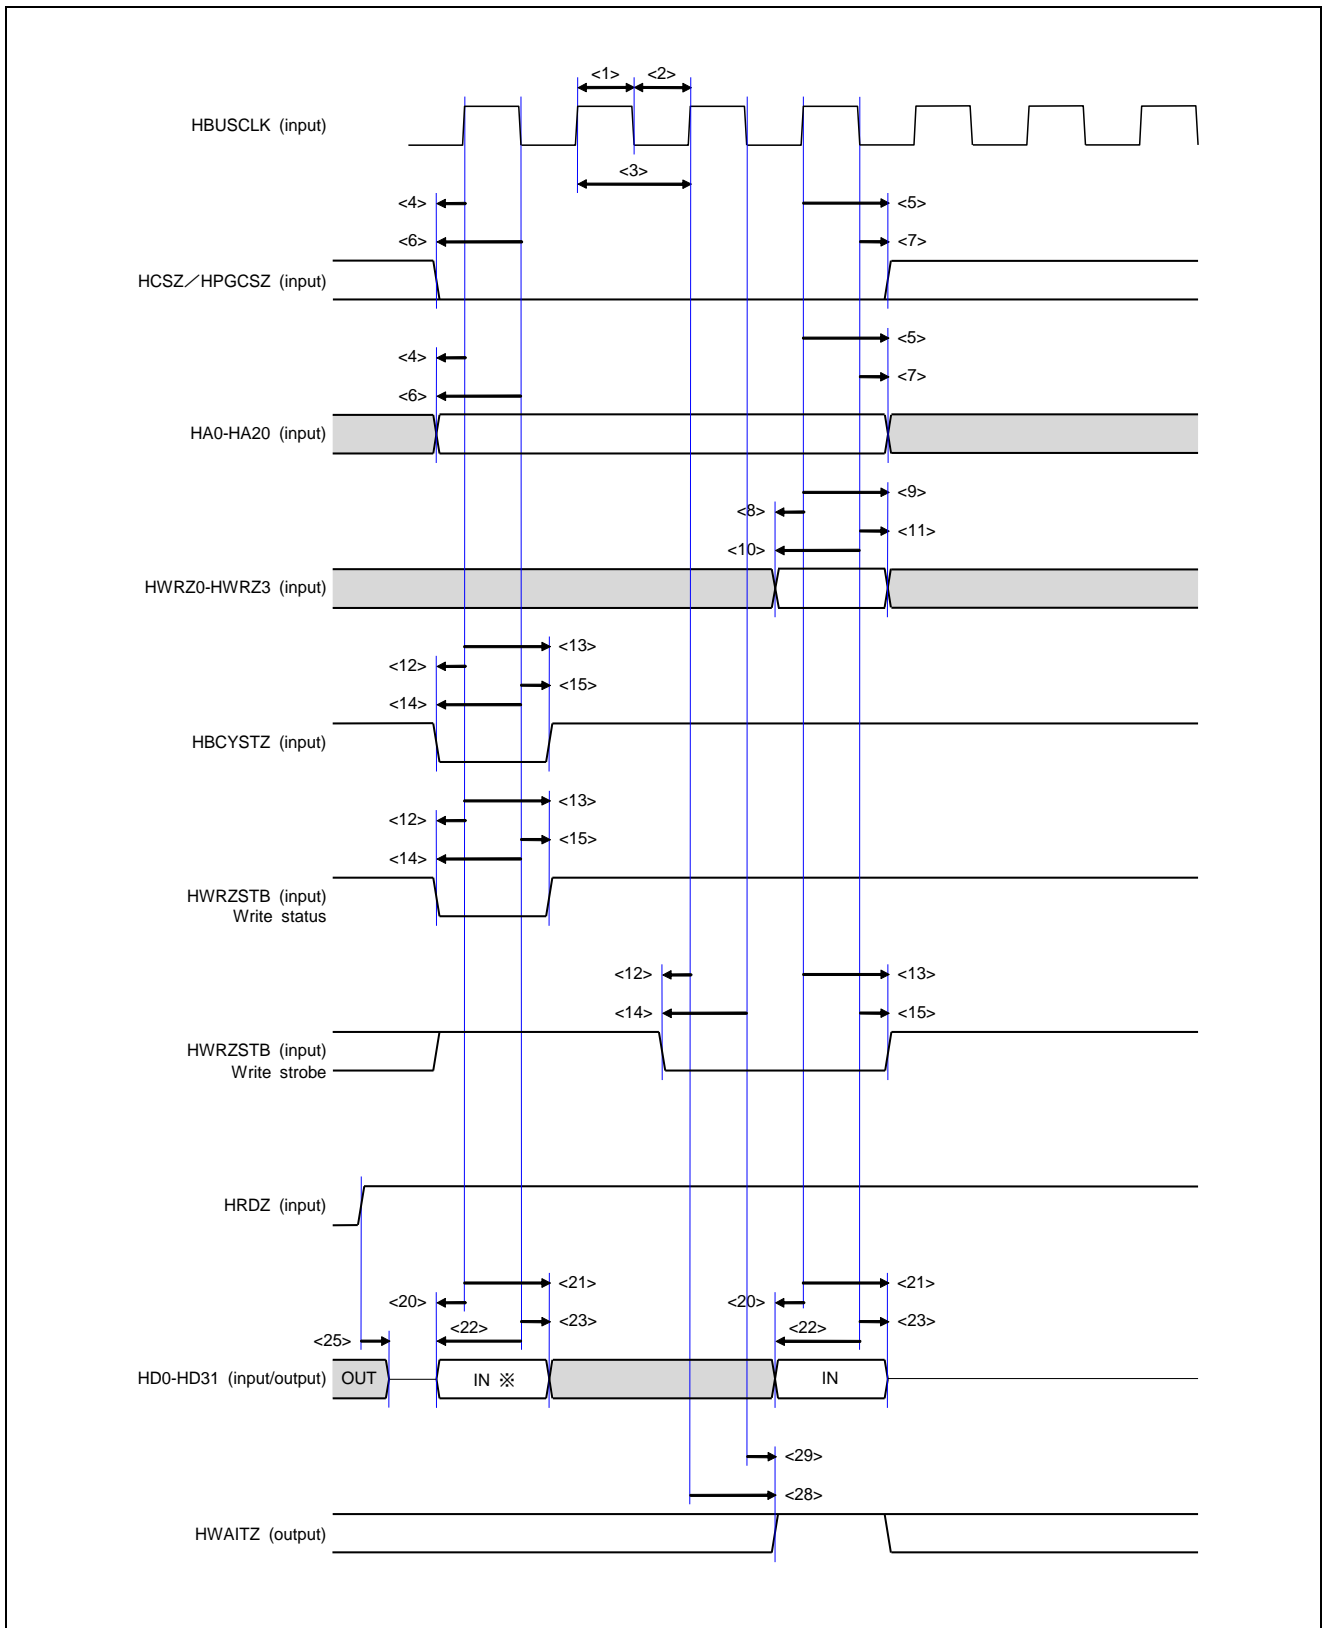 <1> <2>
HBUSCLK (input)
<3>
<4> <5>
<6> <7>
HCSZ／HPGCSZ (input)
<5>
<4>
<7>
<6>
HA0-HA20 (input)
<9>
<8>
<11>
<10>
HWRZ0-HWRZ3 (input)
<13>
<12>
<15>
<14>
HBCYSTZ (input)
<13>
<12>
<15>
<14>
HWRZSTB (input)
Write status
<12> <13>
<14> <15>
HWRZSTB (input)
Write strobe
HRDZ (input)
<21> <21>
<20> <20>
<23> <23>
<25> <22> <22>
HD0-HD31 (input/output) OUT IN ※ IN
<29>
<28>
HWAITZ (output)